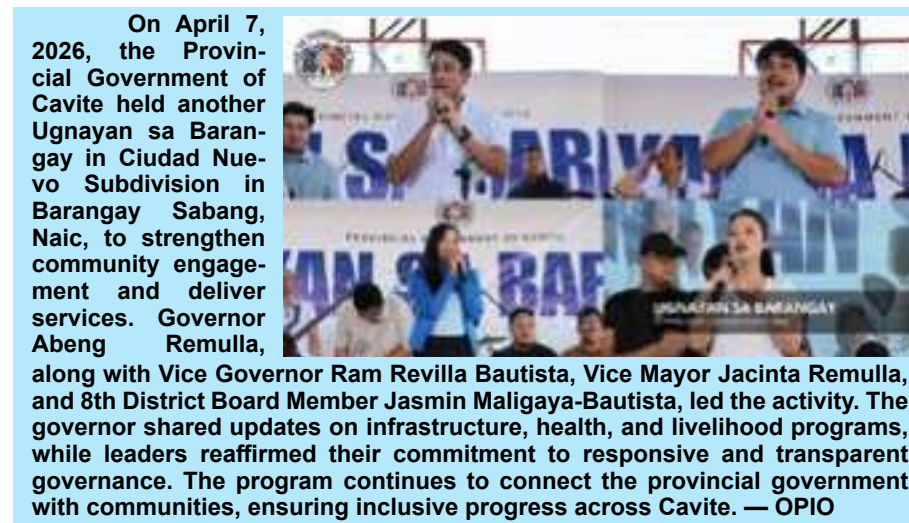 On April 7,
2026, the Provin-
cial Government of
Cavite held another
Ugnayan sa Baran-
gay in Ciudad Nue-
vo Subdivision in
Barangay Sabang,
Naic, to strengthen
community engage-
ment and deliver
services. Governor
Abeng Remulla,
along with Vice Governor Ram Revilla Bautista, Vice Mayor Jacinta Remulla,
and 8th District Board Member Jasmin Maligaya-Bautista, led the activity. The
governor shared updates on infrastructure, health, and livelihood programs,
while leaders reaffirmed their commitment to responsive and transparent
governance. The program continues to connect the provincial government
with communities, ensuring inclusive progress across Cavite. — OPIO
UGNAYAN SA BARANGAY